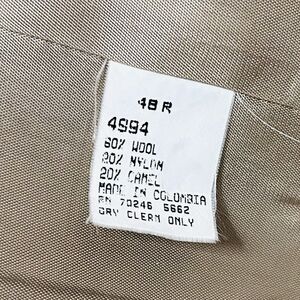 48 R
4994
60% WOOL
20% NYLON
20% CAMEL
MADE IN COLOMBIA
RN 70246 5662
DRY CLEAN ONLY